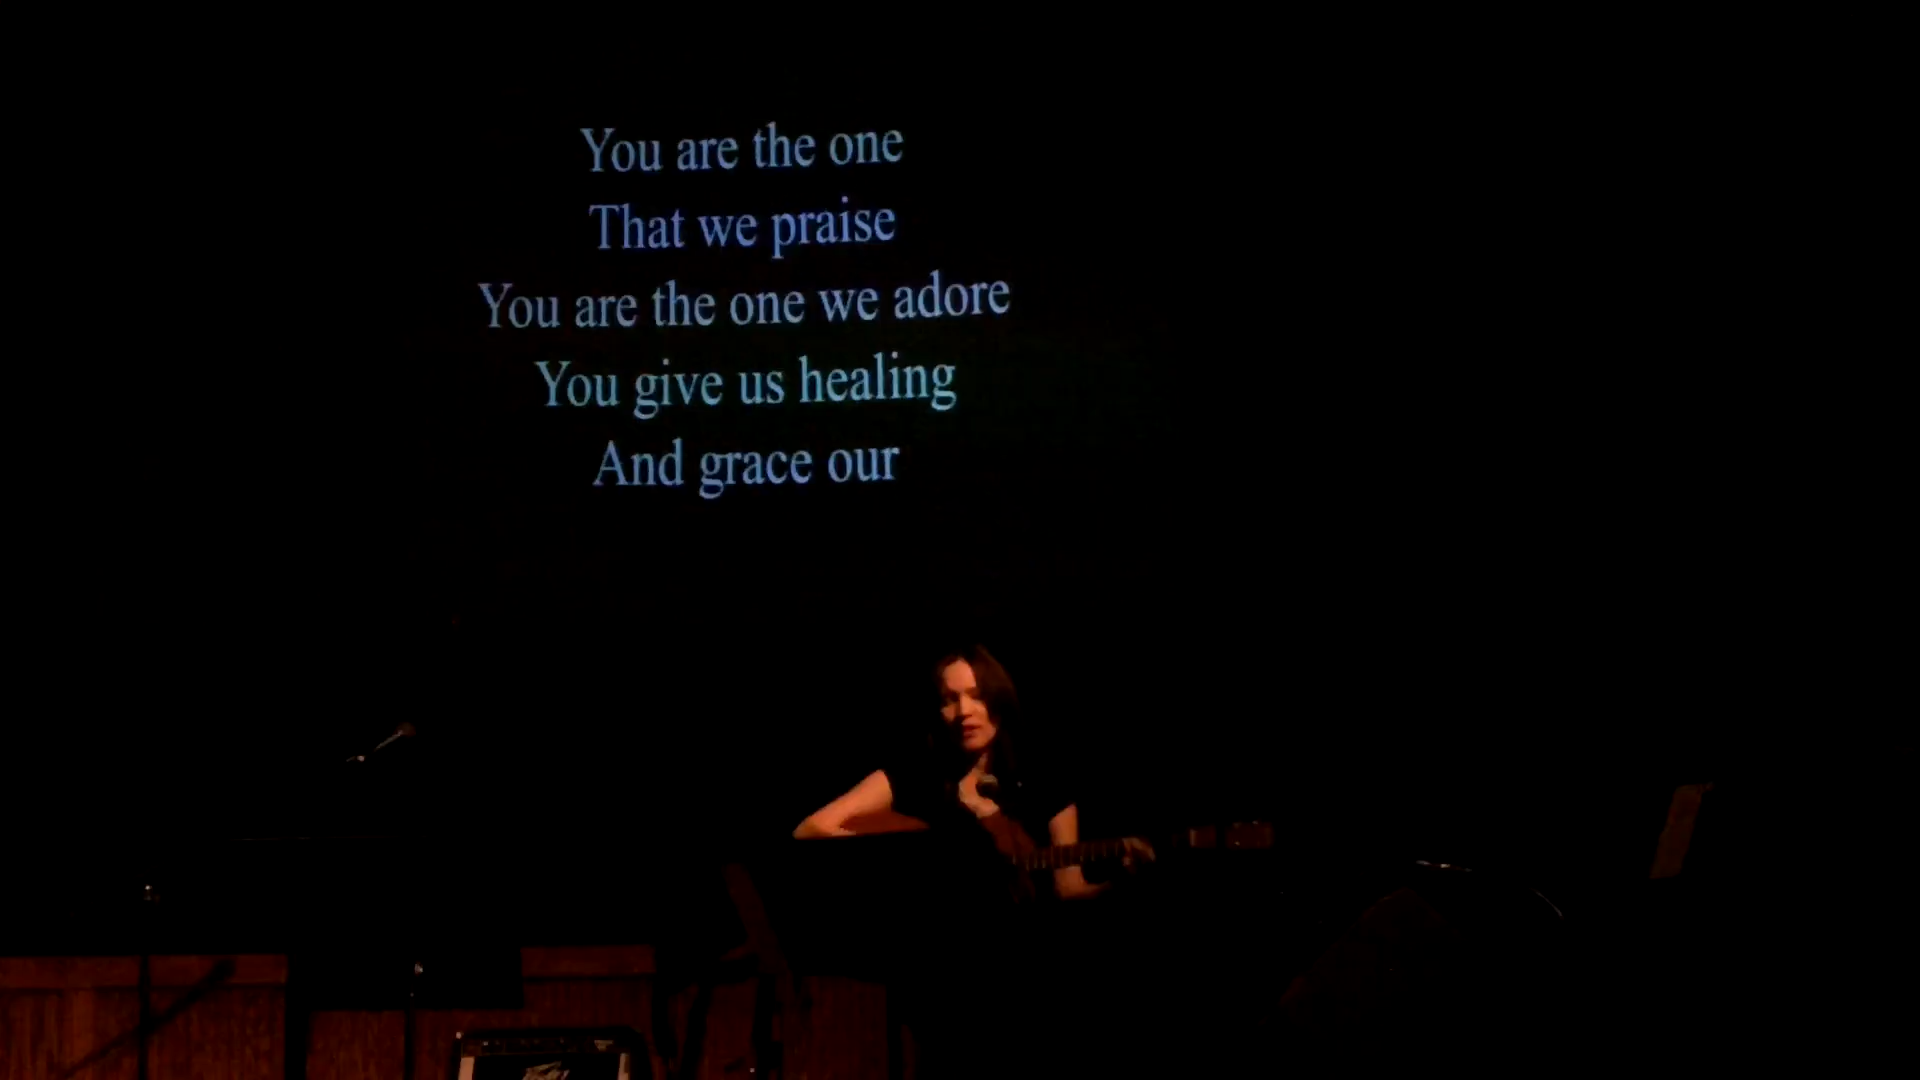 You are the one
That we praise
You are the one we adore
You give us healing
And grace our